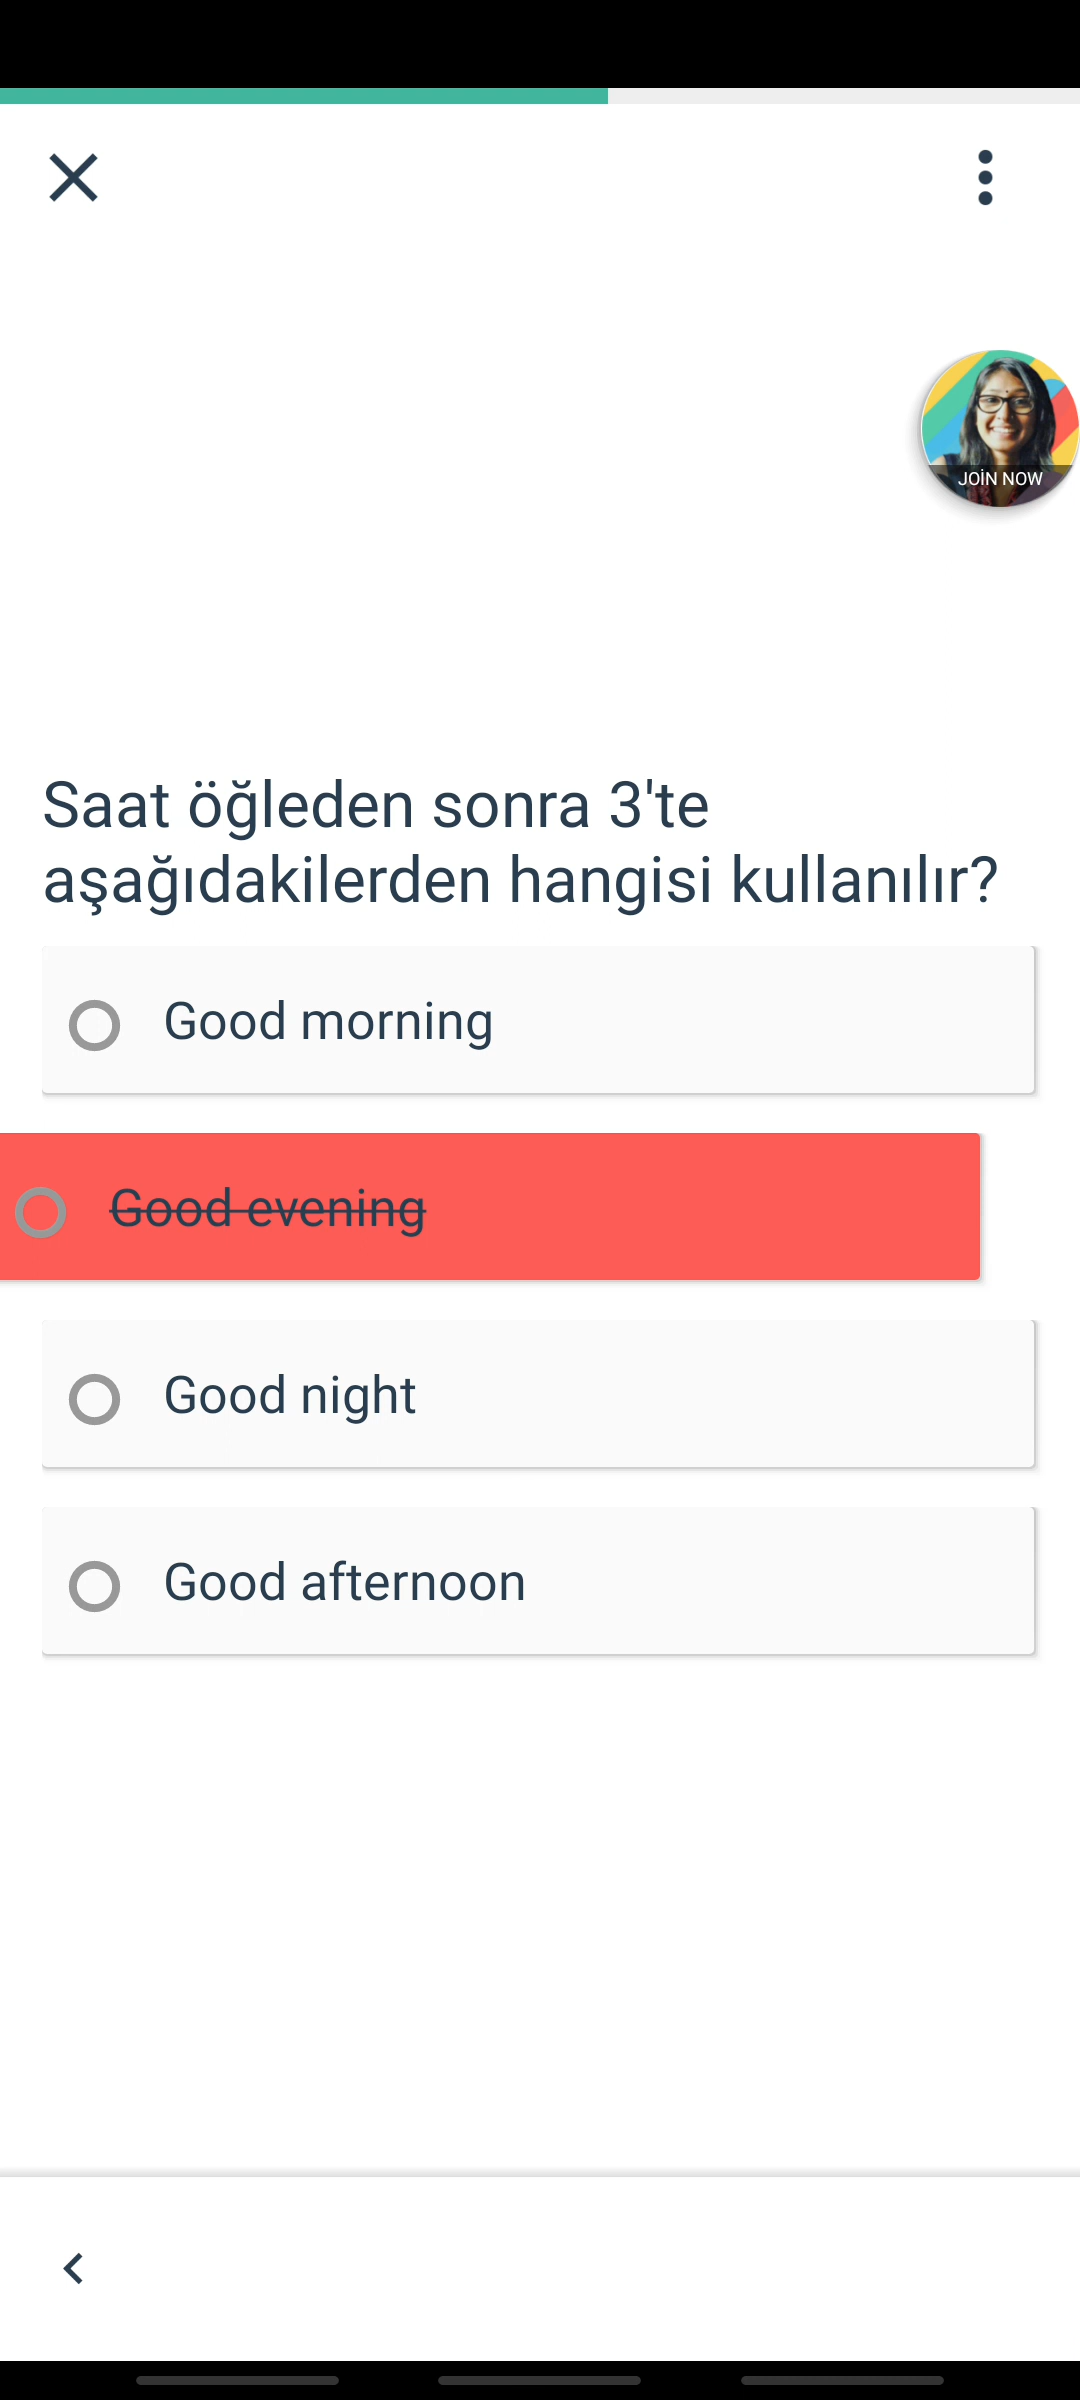 JOİN NOW
Saat öğleden sonra 3'te
aşağıdakilerden hangisi kullanılır?
Good morning
Good evening
Good night
Good afternoon